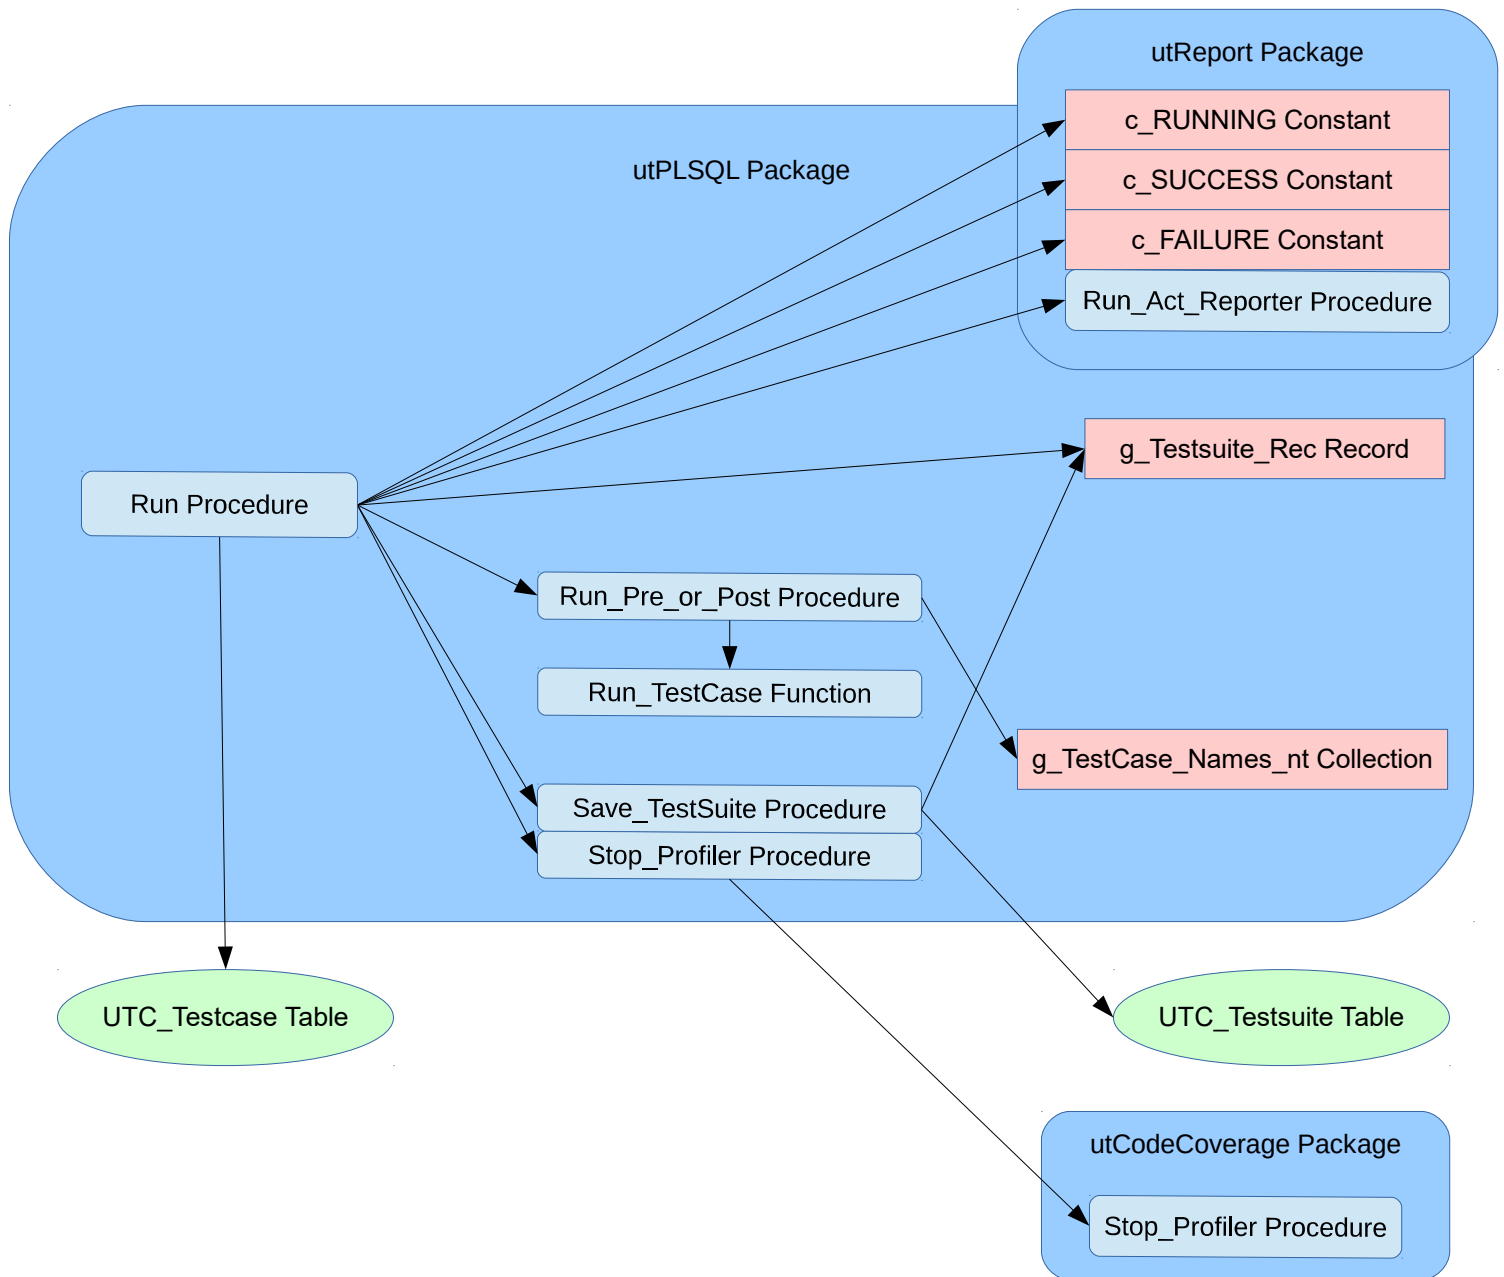 utReport Package
c_RUNNING Constant
utPLSQL Package
c_SUCCESS Constant
c_FAILURE Constant
Run_Act_Reporter Procedure
g_Testsuite_Rec Record
Run Procedure
Run_Pre_or_Post Procedure
Run_TestCase Function
g_TestCase_Names_nt Collection
Save_TestSuite Procedure
Stop_Profiler Procedure
UTC_Testcase Table
UTC_Testsuite Table
utCodeCoverage Package
Stop_Profiler Procedure